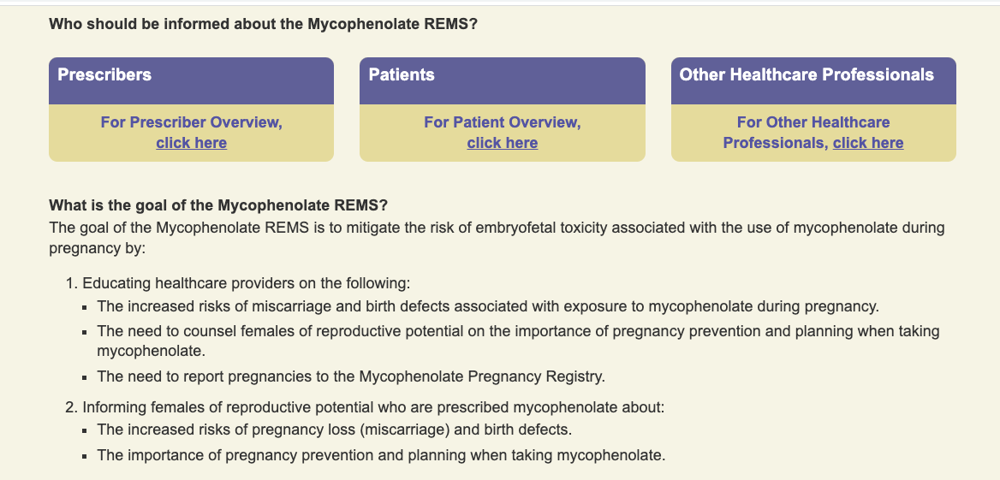 Who should be informed about the Mycophenolate REMS?
Prescribers
For Prescriber Overview,
click here
Patients
For Patient Overview,
click here
Other Healthcare Professionals
For Other Healthcare
Professionals, click here
What is the goal of the Mycophenolate REMS?
The goal of the Mycophenolate REMS is to mitigate the risk of embryofetal toxicity associated with the use of mycophenolate during
pregnancy by:
1. Educating healthcare providers on the following:
▪ The increased risks of miscarriage and birth defects associated with exposure to mycophenolate during pregnancy.
▪ The need to counsel females of reproductive potential on the importance of pregnancy prevention and planning when taking
mycophenolate.
▪ The need to report pregnancies to the Mycophenolate Pregnancy Registry.
2. Informing females of reproductive potential who are prescribed mycophenolate about:
▪ The increased risks of pregnancy loss (miscarriage) and birth defects.
▪ The importance of pregnancy prevention and planning when taking mycophenolate.